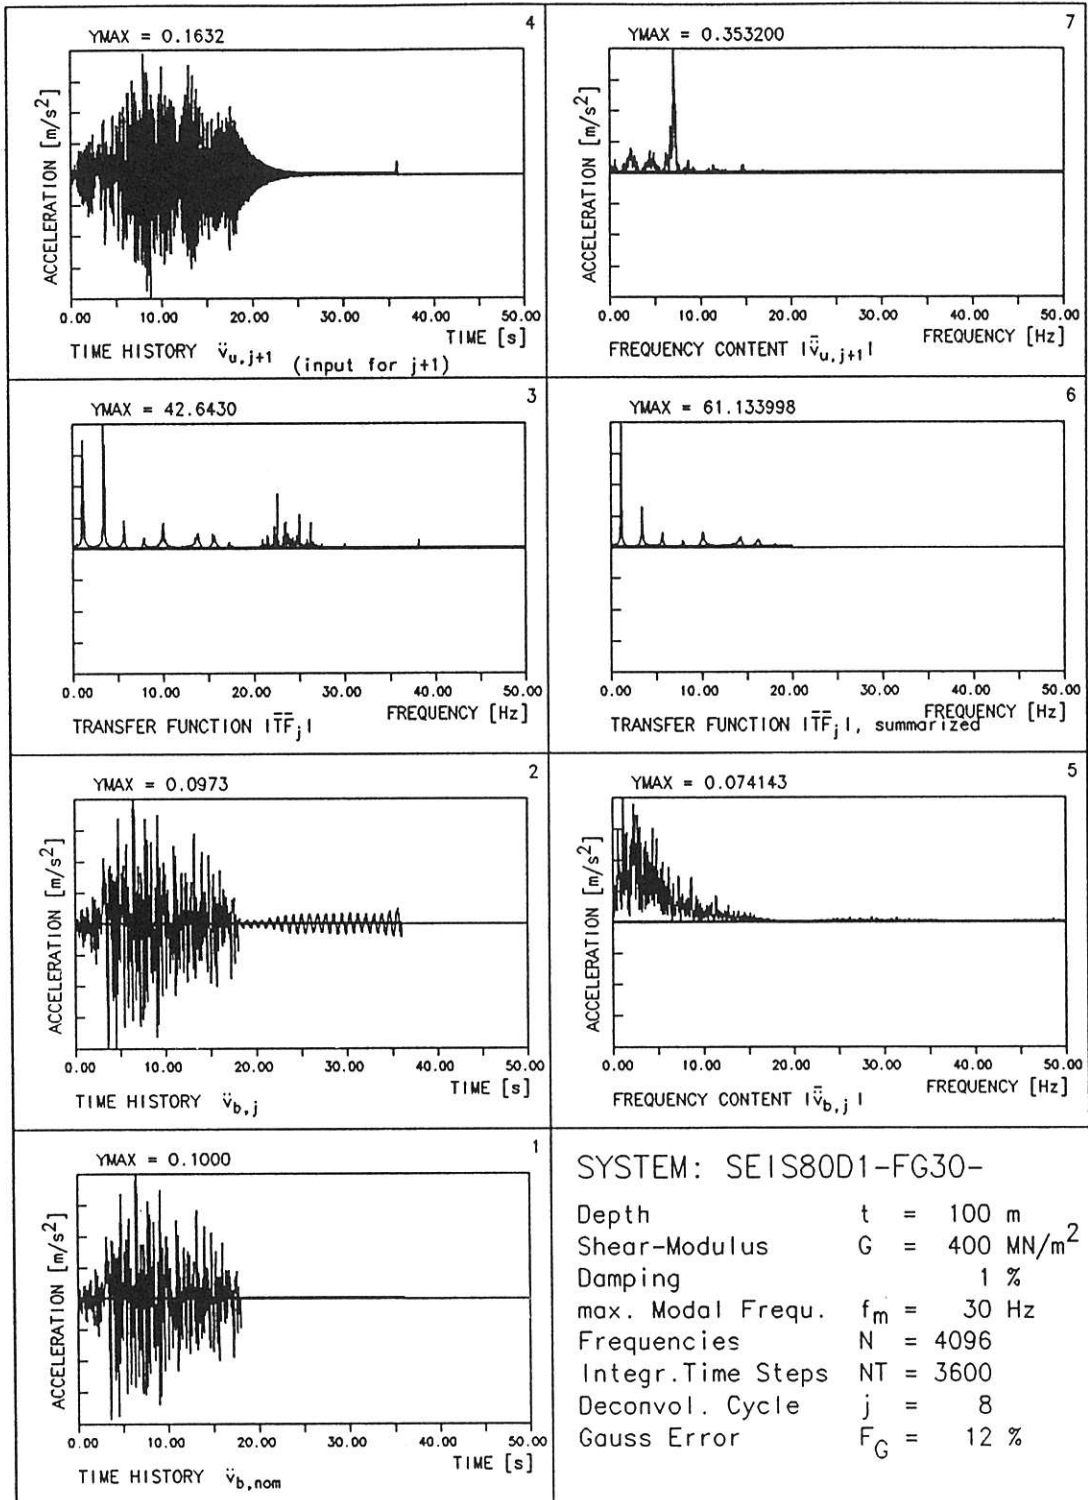 4
YMAX = 0.1632
ACCELERATION [m/s²]
0.00 10.00 20.00 30.00 40.00 50.00
TIME [s]
TIME HISTORY v̈u,j+1 (input for j+1)
7
YMAX = 0.353200
ACCELERATION [m/s²]
0.00 10.00 20.00 30.00 40.00 50.00
FREQUENCY [Hz]
FREQUENCY CONTENT |v̈̄u,j+1|
3
YMAX = 42.6430
0.00 10.00 20.00 30.00 40.00 50.00
FREQUENCY [Hz]
TRANSFER FUNCTION |T̄F̄j|
6
YMAX = 61.133998
0.00 10.00 20.00 30.00 40.00 50.00
FREQUENCY [Hz]
TRANSFER FUNCTION |T̄F̄j|, summarized
2
YMAX = 0.0973
ACCELERATION [m/s²]
0.00 10.00 20.00 30.00 40.00 50.00
TIME [s]
TIME HISTORY v̈b,j
5
YMAX = 0.074143
ACCELERATION [m/s²]
0.00 10.00 20.00 30.00 40.00 50.00
FREQUENCY [Hz]
FREQUENCY CONTENT |v̈̄b,j|
1
YMAX = 0.1000
ACCELERATION [m/s²]
0.00 10.00 20.00 30.00 40.00 50.00
TIME [s]
TIME HISTORY v̈b,nom
SYSTEM: SEIS80D1-FG30-
Depth t = 100 m
Shear-Modulus G = 400 MN/m²
Damping 1 %
max. Modal Frequ. fm = 30 Hz
Frequencies N = 4096
Integr.Time Steps NT = 3600
Deconvol. Cycle j = 8
Gauss Error FG = 12 %